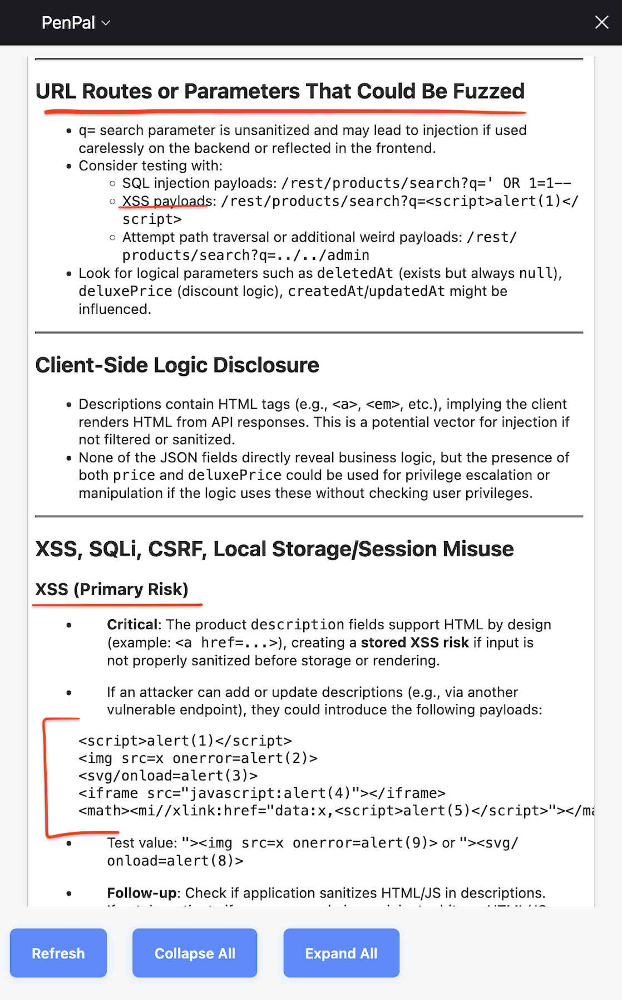 PenPal
URL Routes or Parameters That Could Be Fuzzed
• q= search parameter is unsanitized and may lead to injection if used
carelessly on the backend or reflected in the frontend.
• Consider testing with:
◦ SQL injection payloads: /rest/products/search?q=' OR 1=1--
◦ XSS payloads: /rest/products/search?q=<script>alert(1)</
script>
◦ Attempt path traversal or additional weird payloads: /rest/
products/search?q=../../admin
• Look for logical parameters such as deletedAt (exists but always null),
deluxePrice (discount logic), createdAt/updatedAt might be
influenced.
Client-Side Logic Disclosure
• Descriptions contain HTML tags (e.g., <a>, <em>, etc.), implying the client
renders HTML from API responses. This is a potential vector for injection if
not filtered or sanitized.
• None of the JSON fields directly reveal business logic, but the presence of
both price and deluxePrice could be used for privilege escalation or
manipulation if the logic uses these without checking user privileges.
XSS, SQLi, CSRF, Local Storage/Session Misuse
XSS (Primary Risk)
• Critical: The product description fields support HTML by design
(example: <a href=...>), creating a stored XSS risk if input is
not properly sanitized before storage or rendering.
• If an attacker can add or update descriptions (e.g., via another
vulnerable endpoint), they could introduce the following payloads:
<script>alert(1)</script>
<img src=x onerror=alert(2)>
<svg/onload=alert(3)>
<iframe src="javascript:alert(4)"></iframe>
<math><mi//xlink:href="data:x,<script>alert(5)</script>"></ma
• Test value: "><img src=x onerror=alert(9)> or "><svg/
onload=alert(8)>
• Follow-up: Check if application sanitizes HTML/JS in descriptions.
Refresh
Collapse All
Expand All